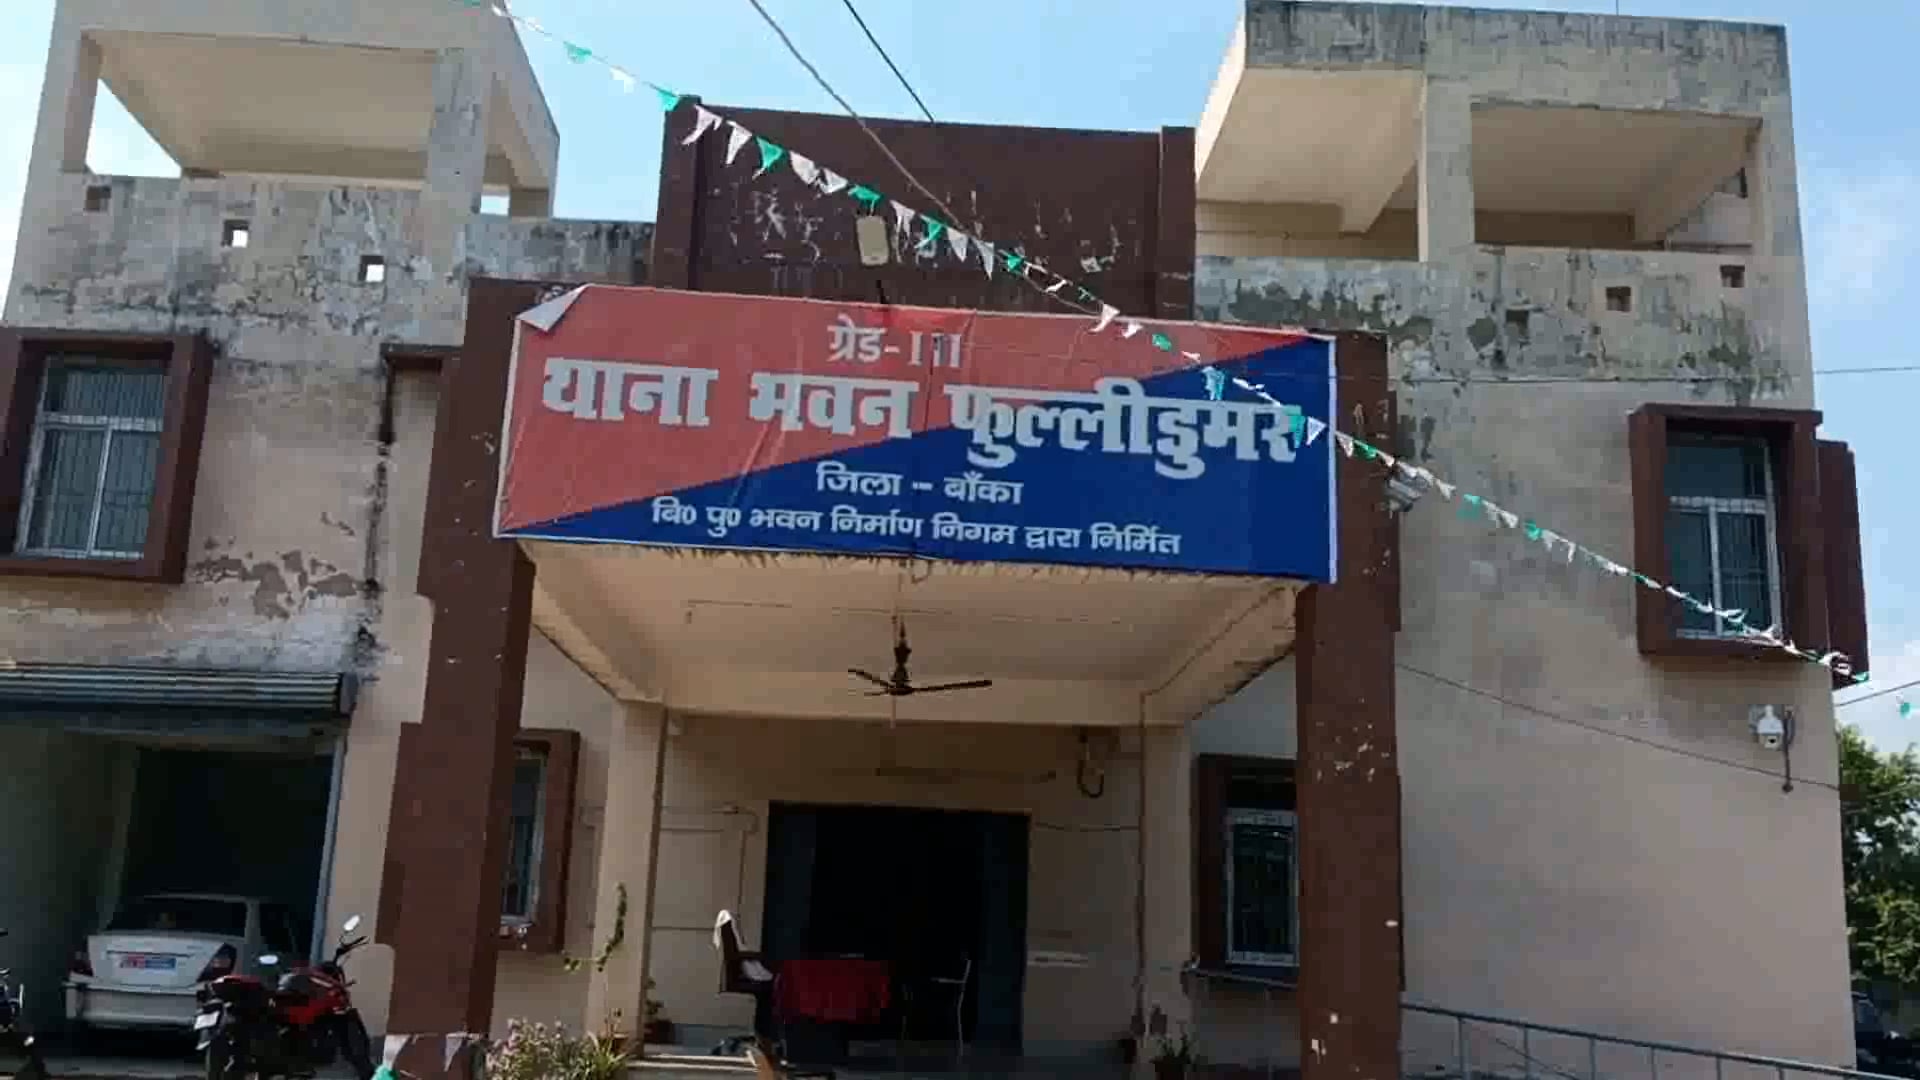 ग्रेड-III
थाना भवन फुल्लीडुमर
जिला - बाँका
बि० पु० भवन निर्माण निगम द्वारा निर्मित